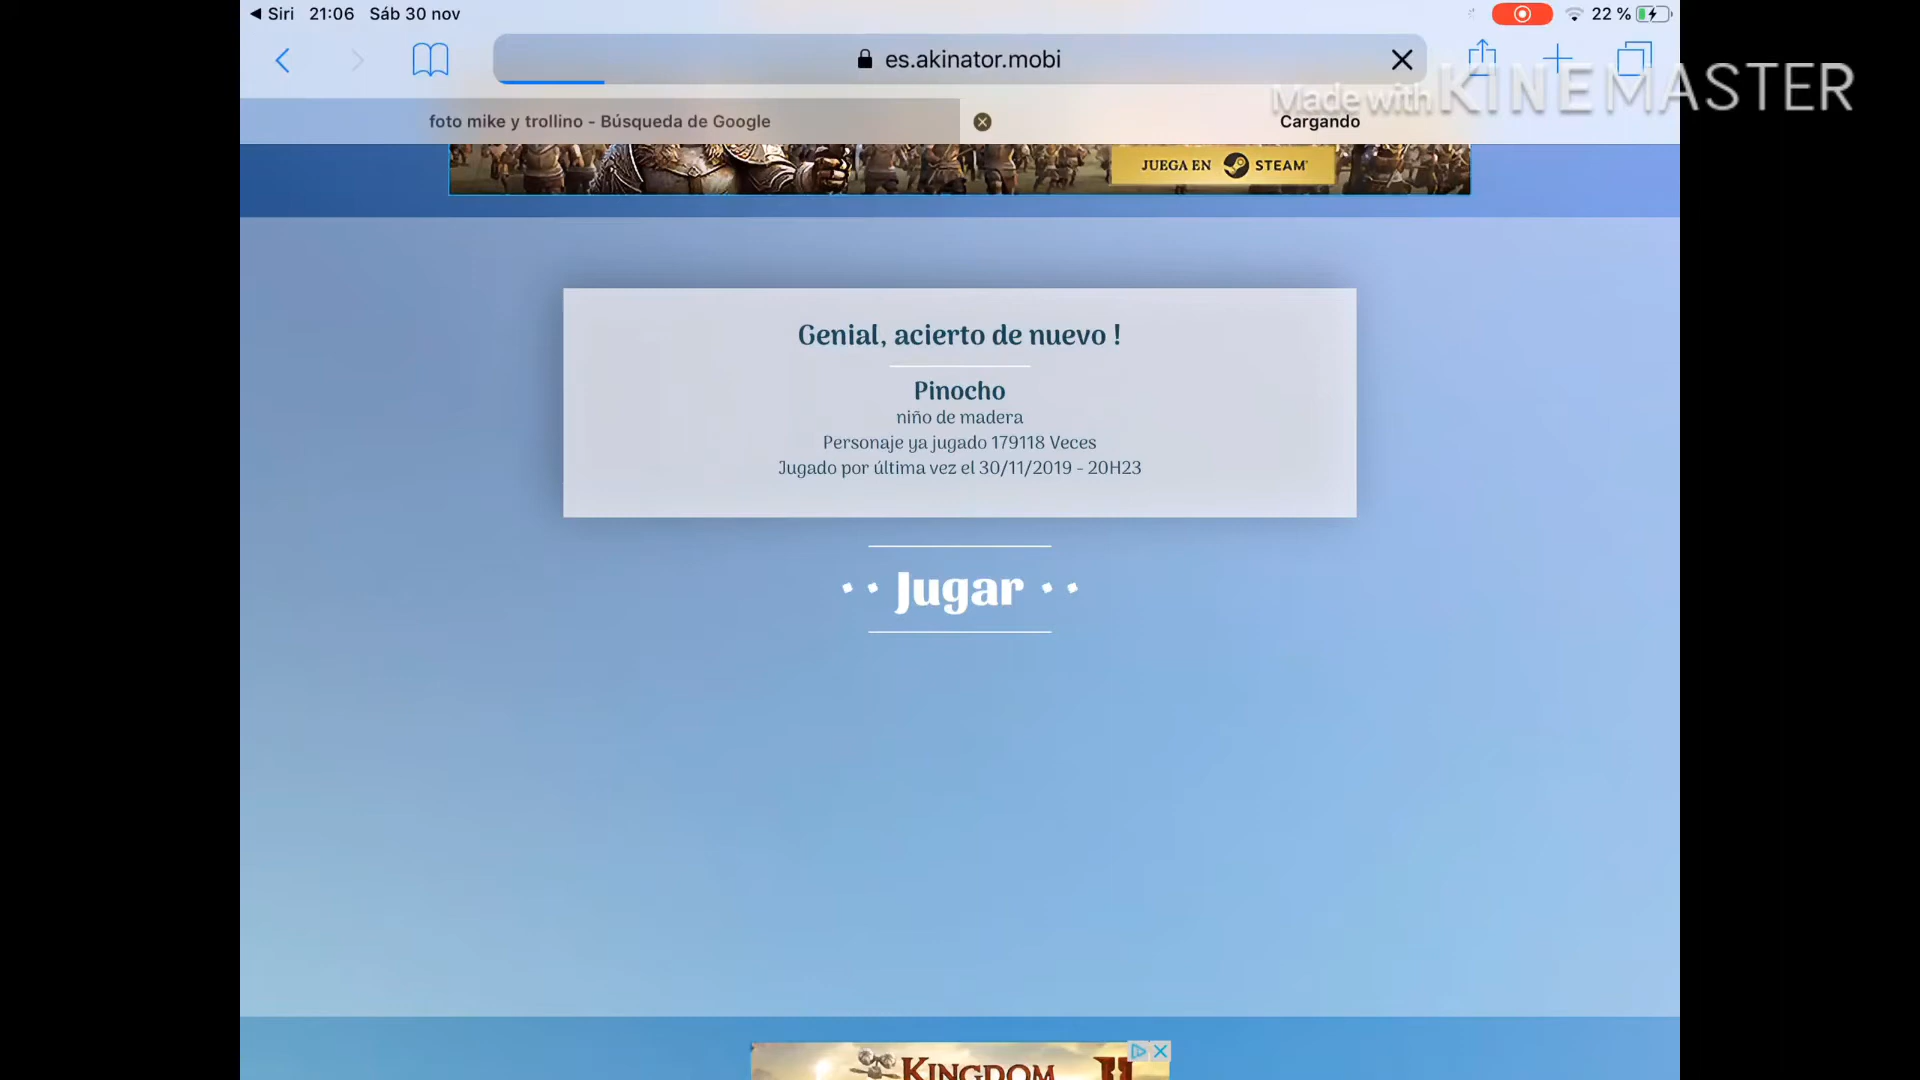 Siri 21:06 Sáb 30 nov
22 %
es.akinator.mobi
Made with KINEMASTER
foto mike y trollino - Búsqueda de Google
Cargando
JUEGA EN STEAM
Genial, acierto de nuevo !
Pinocho
niño de madera
Personaje ya jugado 179118 Veces
Jugado por última vez el 30/11/2019 - 20H23
Jugar
KINGDOM